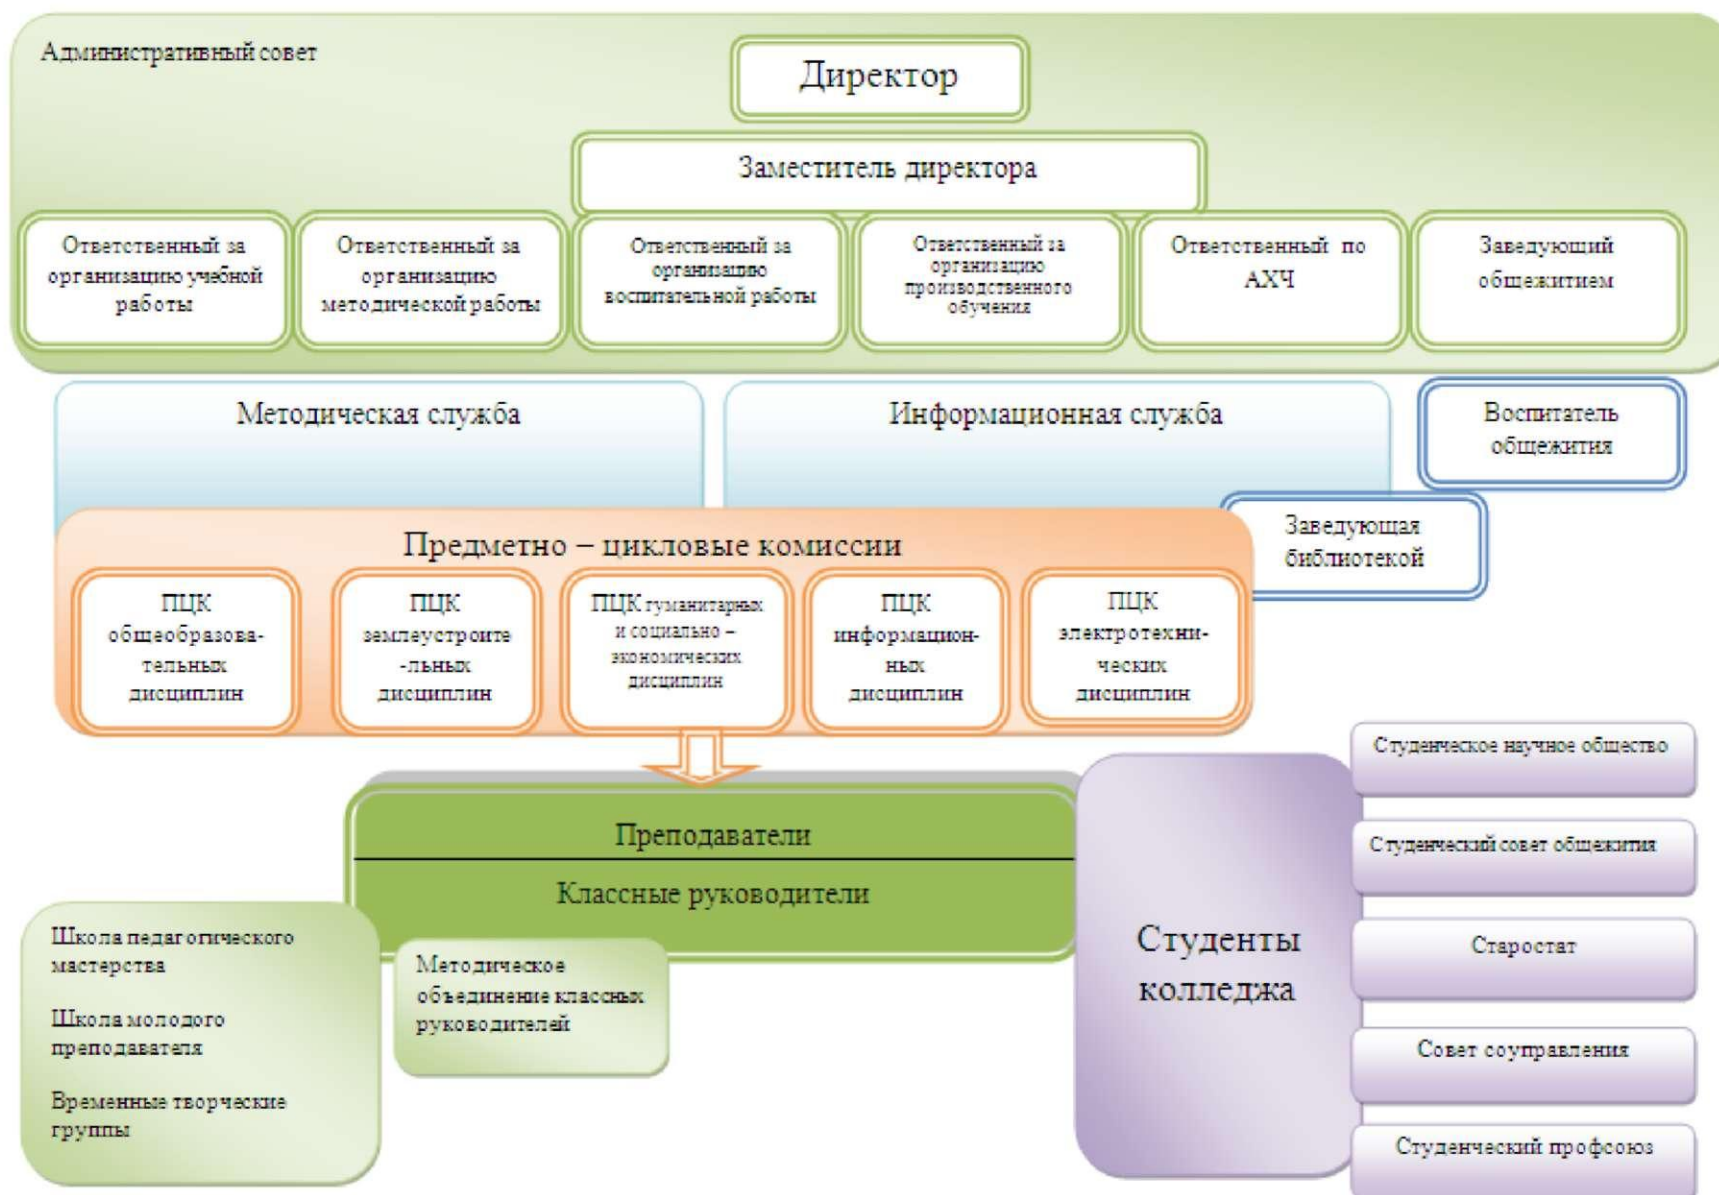 Административный совет
Директор
Заместитель директора
Ответственный за
организацию учебной
работы
Ответственный за
организацию
методической работы
Ответственный за
организацию
воспитательной работы
Ответственный за
организацию
производственного
обучения
Ответственный по
АХЧ
Заведующий
общежитием
Методическая служба
Информационная служба
Воспитатель
общежития
Заведующая
библиотекой
Предметно – цикловые комиссии
ПЦК
общеобразова-
тельных
дисциплин
ПЦК
землеустроите
-льных
дисциплин
ПЦК гуманитарных
и социально –
экономических
дисциплин
ПЦК
информацион-
ных
дисциплин
ПЦК
электротехни-
ческих
дисциплин
Преподаватели
Классные руководители
Школа педагогического
мастерства
Школа молодого
преподавателя
Временные творческие
группы
Методическое
объединение классных
руководителей
Студенты
колледжа
Студенческое научное общество
Студенческий совет общежития
Старостат
Совет соуправления
Студенческий профсоюз